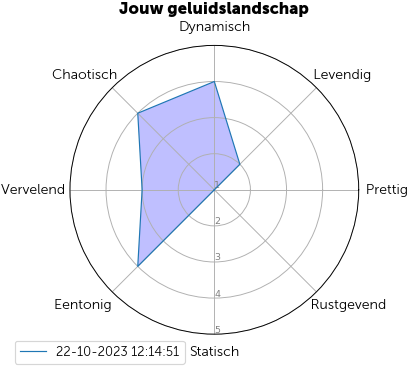 Jouw geluidslandschap
Dynamisch
Chaotisch
Levendig
Vervelend
Prettig
1
2
3
4
5
Eentonig
Rustgevend
Statisch
22-10-2023 12:14:51